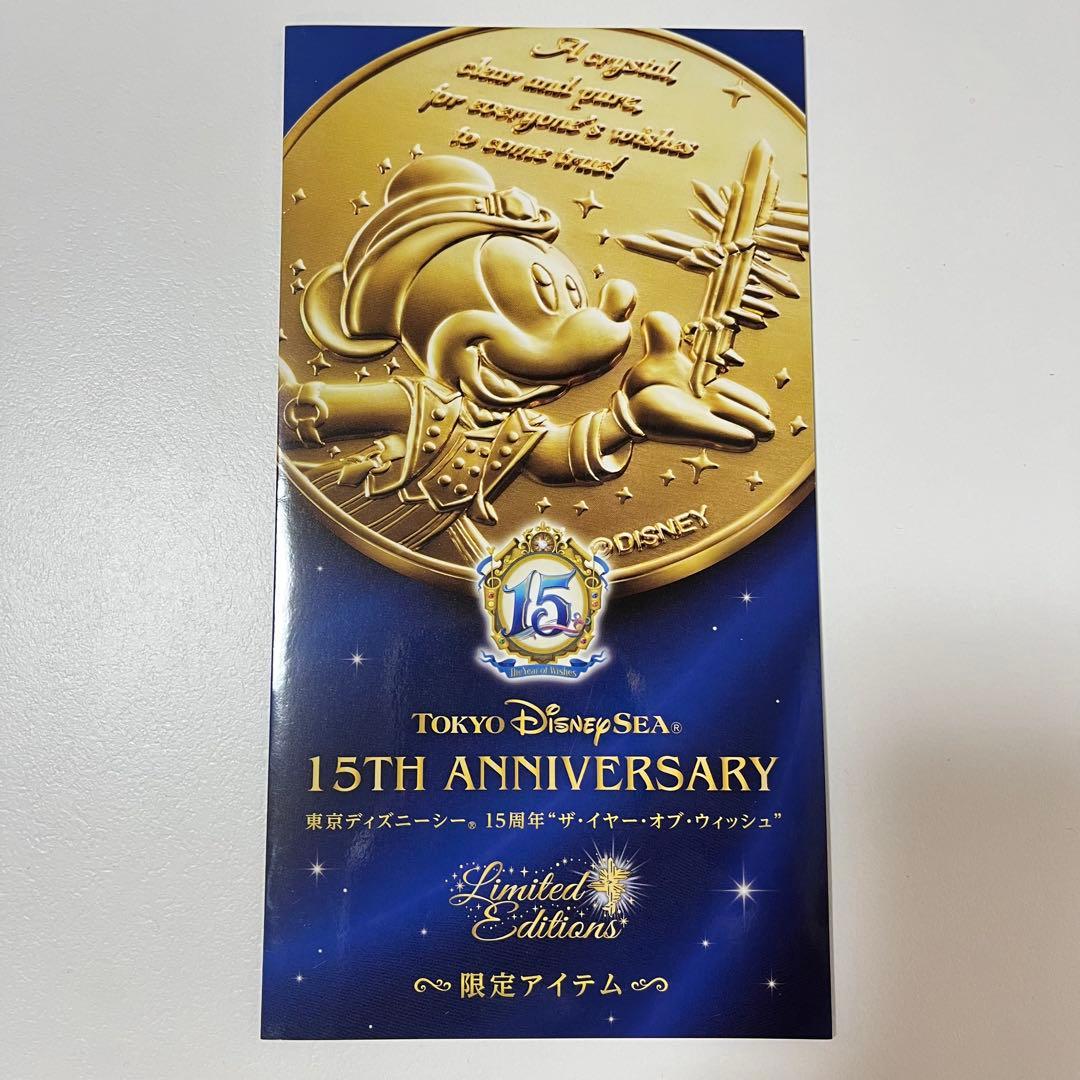 A crystal,
clear and pure,
for everyone's wishes
to come true!
©DISNEY
15
The Year of Wishes
TOKYO DISNEYSEA®
15TH ANNIVERSARY
東京ディズニーシー® 15周年“ザ・イヤー・オブ・ウィッシュ”
Limited
Editions
～限定アイテム～